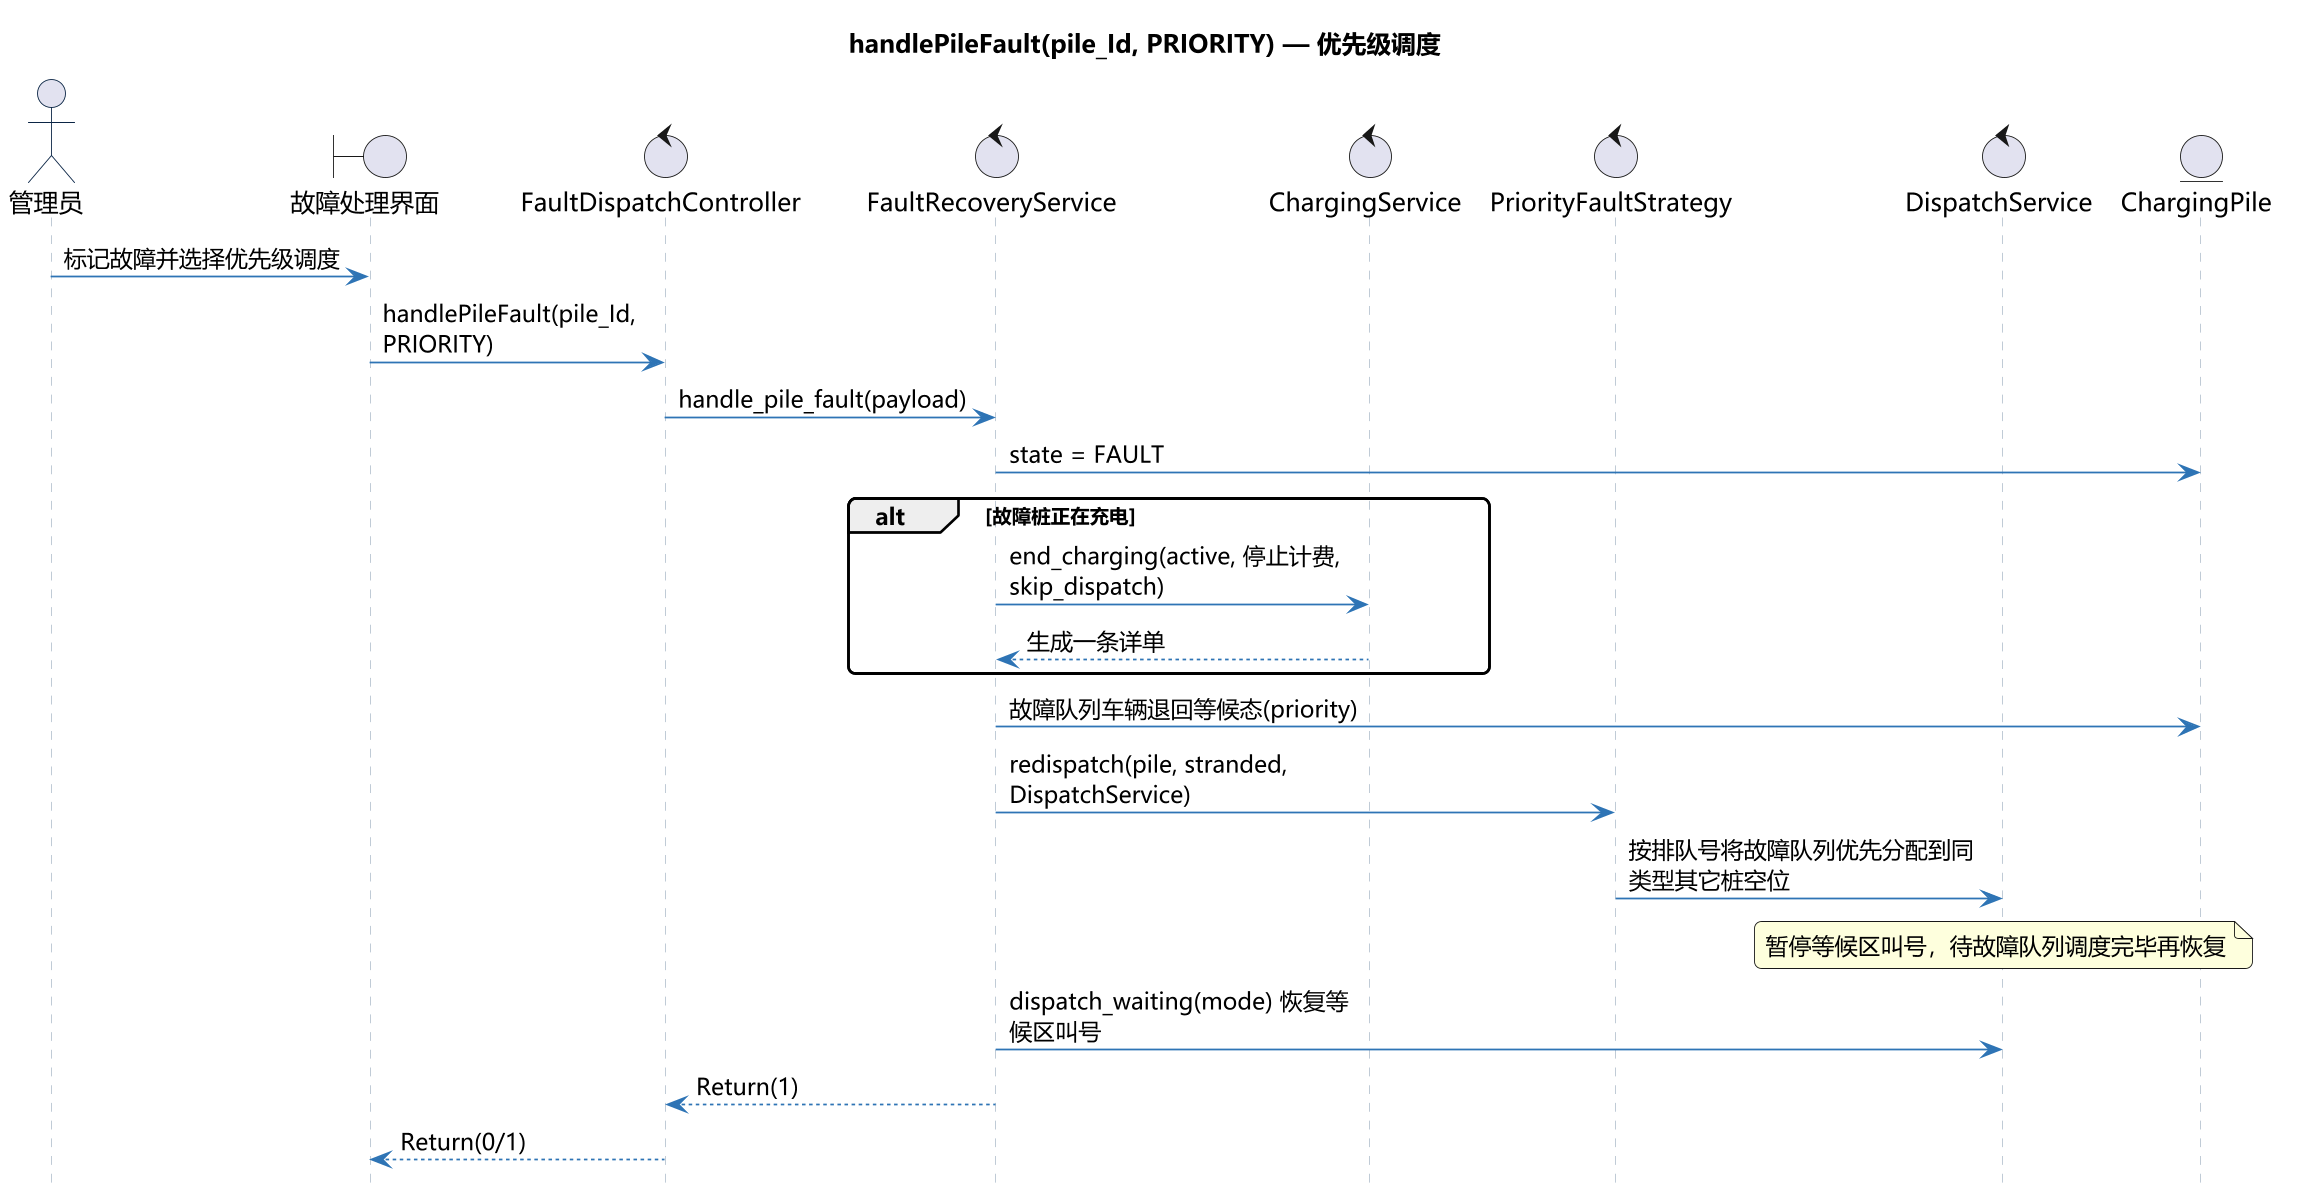 handlePileFault(pile_Id, PRIORITY) — 优先级调度
管理员
故障处理界面
FaultDispatchController
FaultRecoveryService
ChargingService
PriorityFaultStrategy
DispatchService
ChargingPile
标记故障并选择优先级调度
handlePileFault(pile_Id,
PRIORITY)
handle_pile_fault(payload)
state = FAULT
alt
[故障桩正在充电]
end_charging(active, 停止计费,
skip_dispatch)
生成一条详单
故障队列车辆退回等候态(priority)
redispatch(pile, stranded,
DispatchService)
按排队号将故障队列优先分配到同
类型其它桩空位
暂停等候区叫号，待故障队列调度完毕再恢复
dispatch_waiting(mode) 恢复等
候区叫号
Return(1)
Return(0/1)